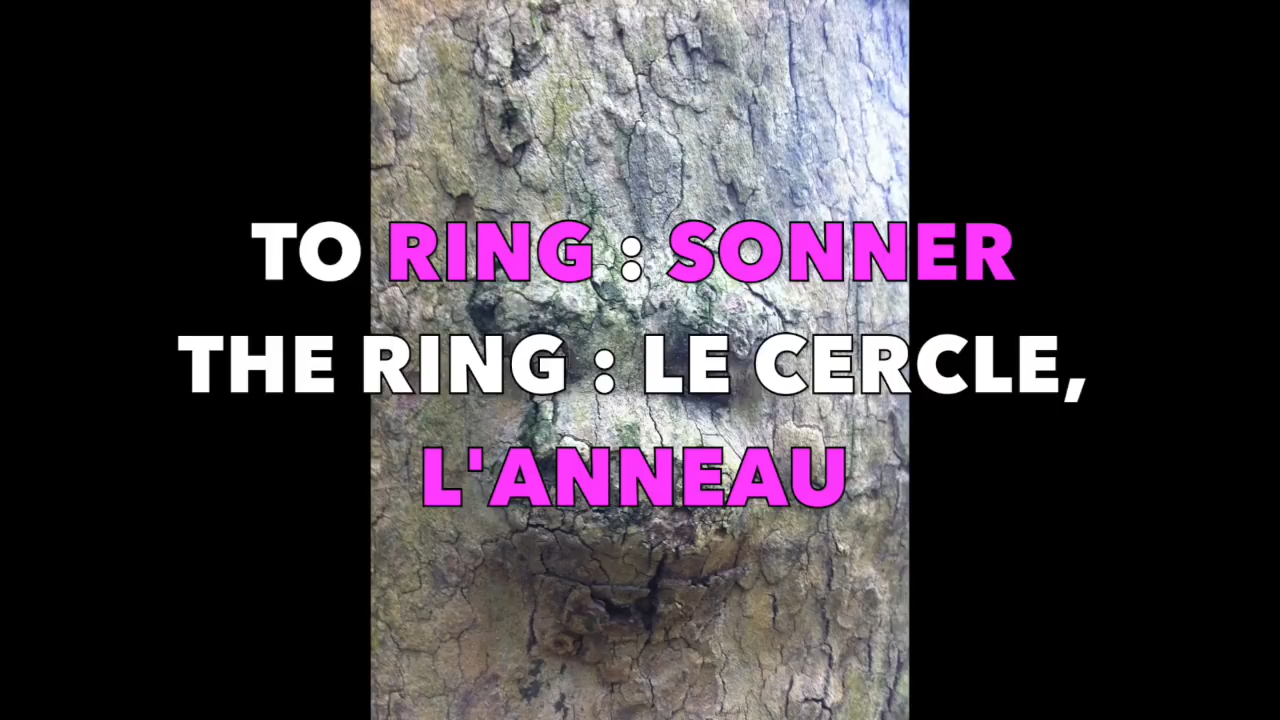 TO RING : SONNER
THE RING : LE CERCLE,
L'ANNEAU